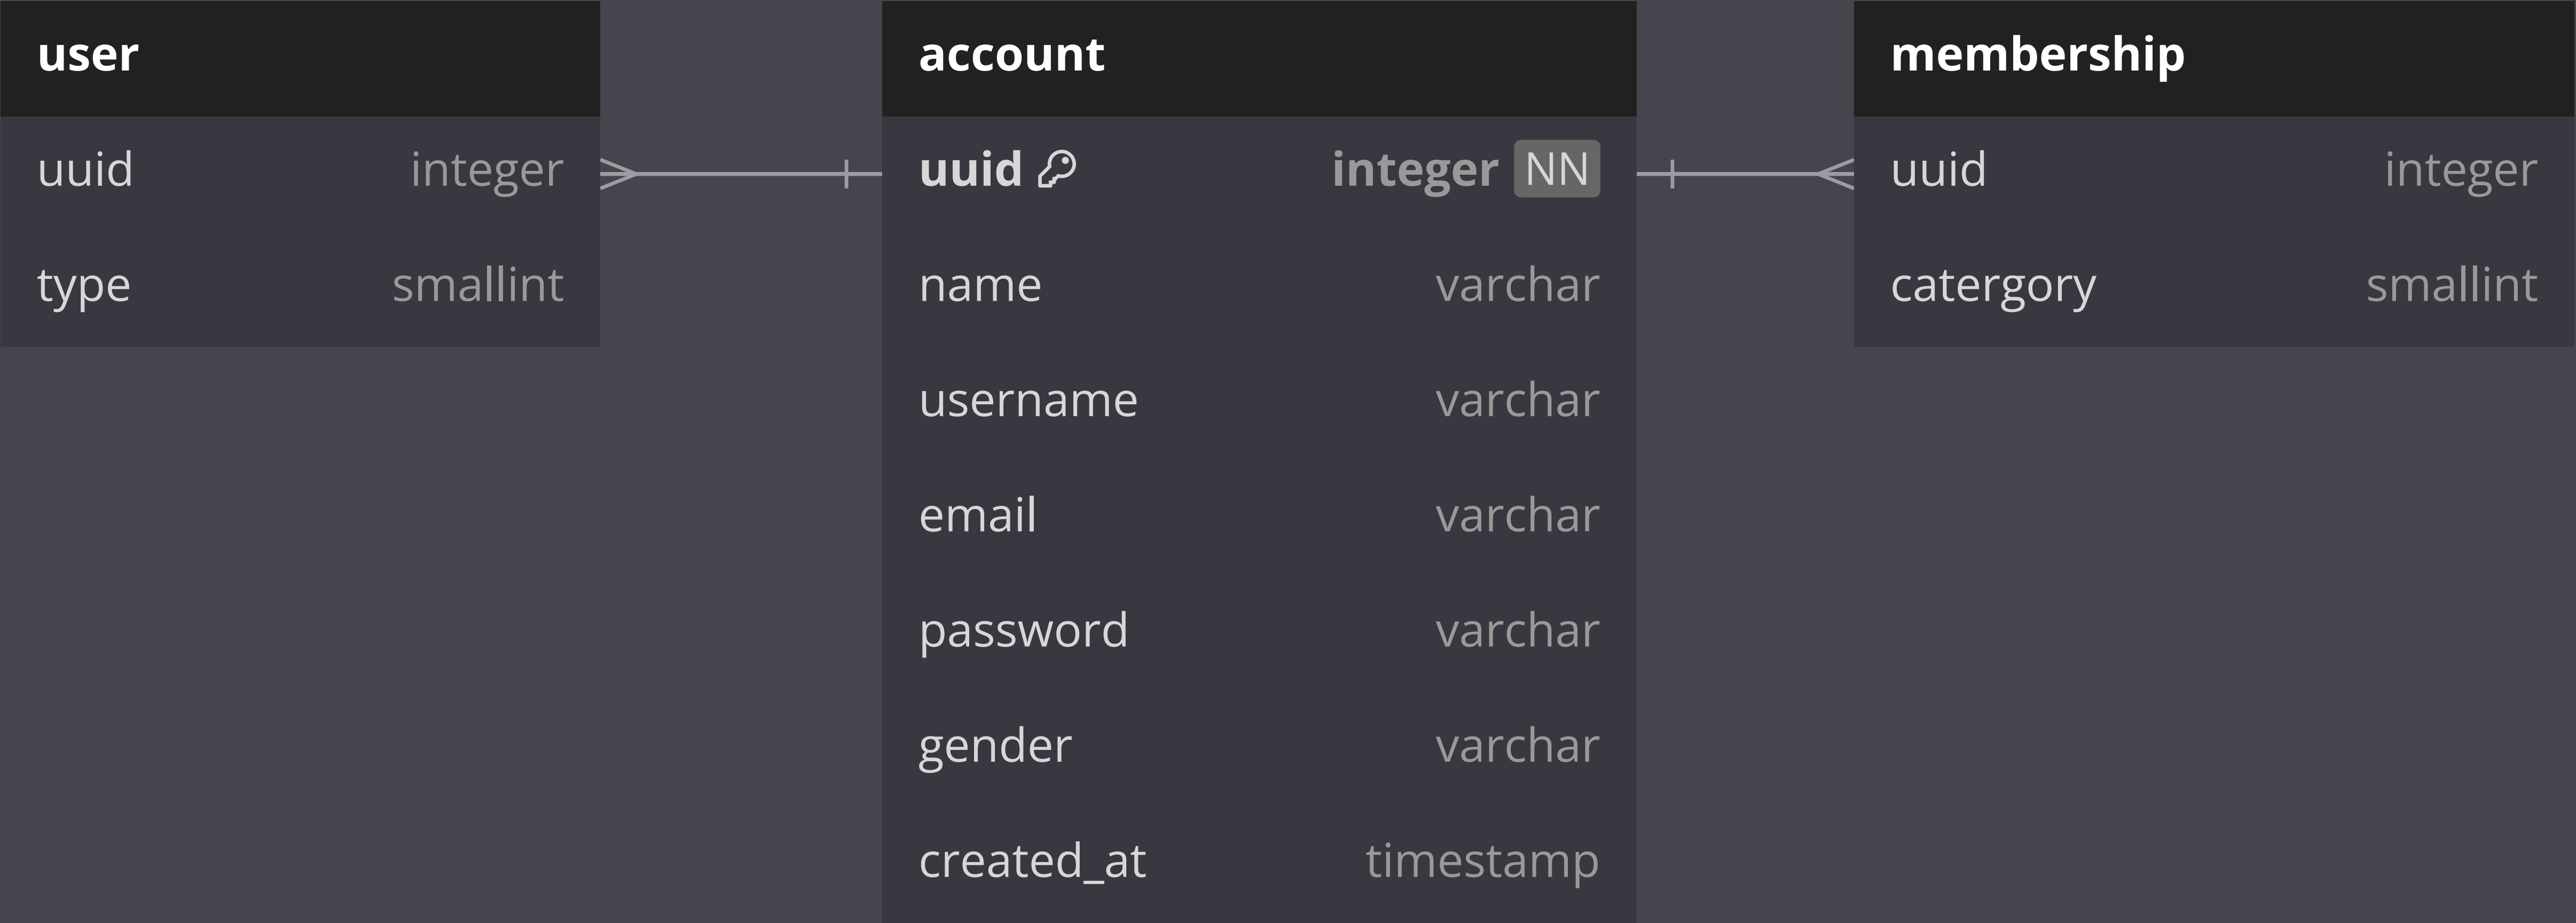 user
uuid integer
type smallint
account
uuid integer NN
name varchar
username varchar
email varchar
password varchar
gender varchar
created_at timestamp
membership
uuid integer
catergory smallint